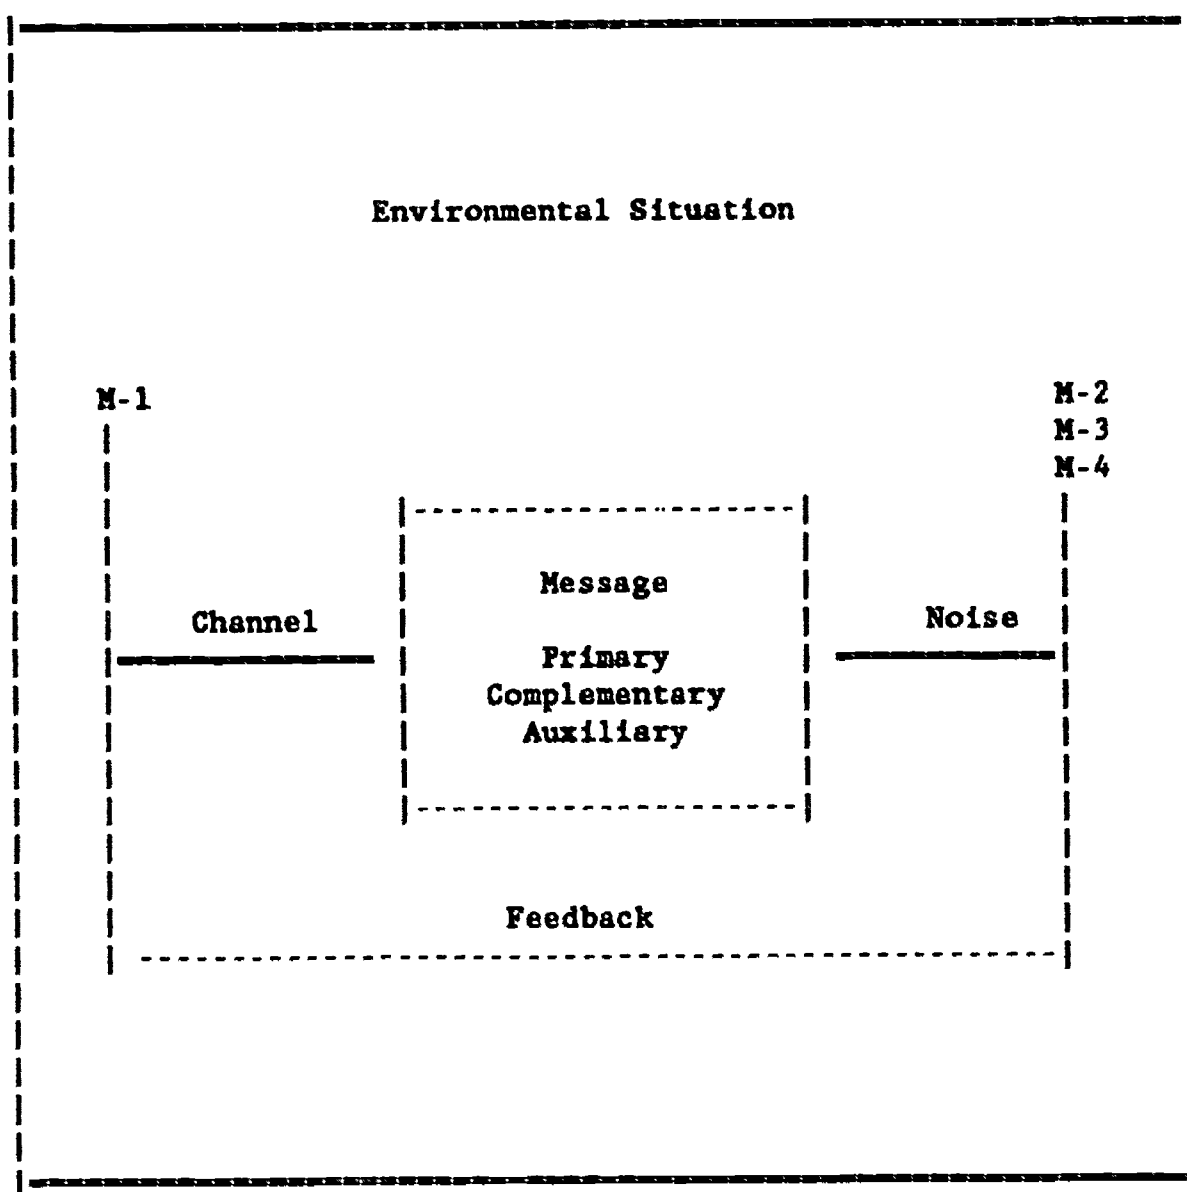 Environmental Situation
M-1
M-2
M-3
M-4
Channel
Message
Noise
Primary
Complementary
Auxiliary
Feedback